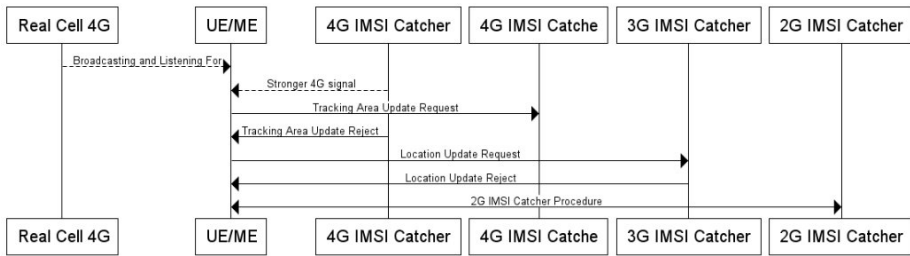 Real Cell 4G UE/ME 4G IMSI Catcher 4G IMSI Catche 3G IMSI Catcher 2G IMSI Catcher
Broadcasting and Listening For
Stronger 4G signal
Tracking Area Update Request
Tracking Area Update Reject
Location Update Request
Location Update Reject
2G IMSI Catcher Procedure
Real Cell 4G UE/ME 4G IMSI Catcher 4G IMSI Catche 3G IMSI Catcher 2G IMSI Catcher